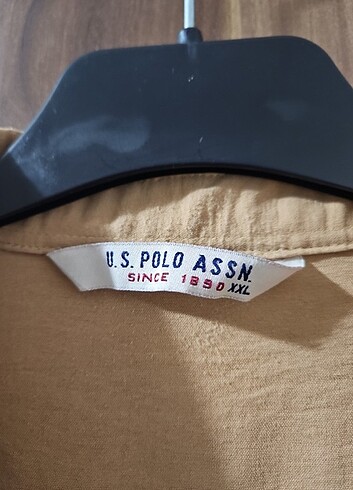 U.S. POLO ASSN.
SINCE 1890 XXL